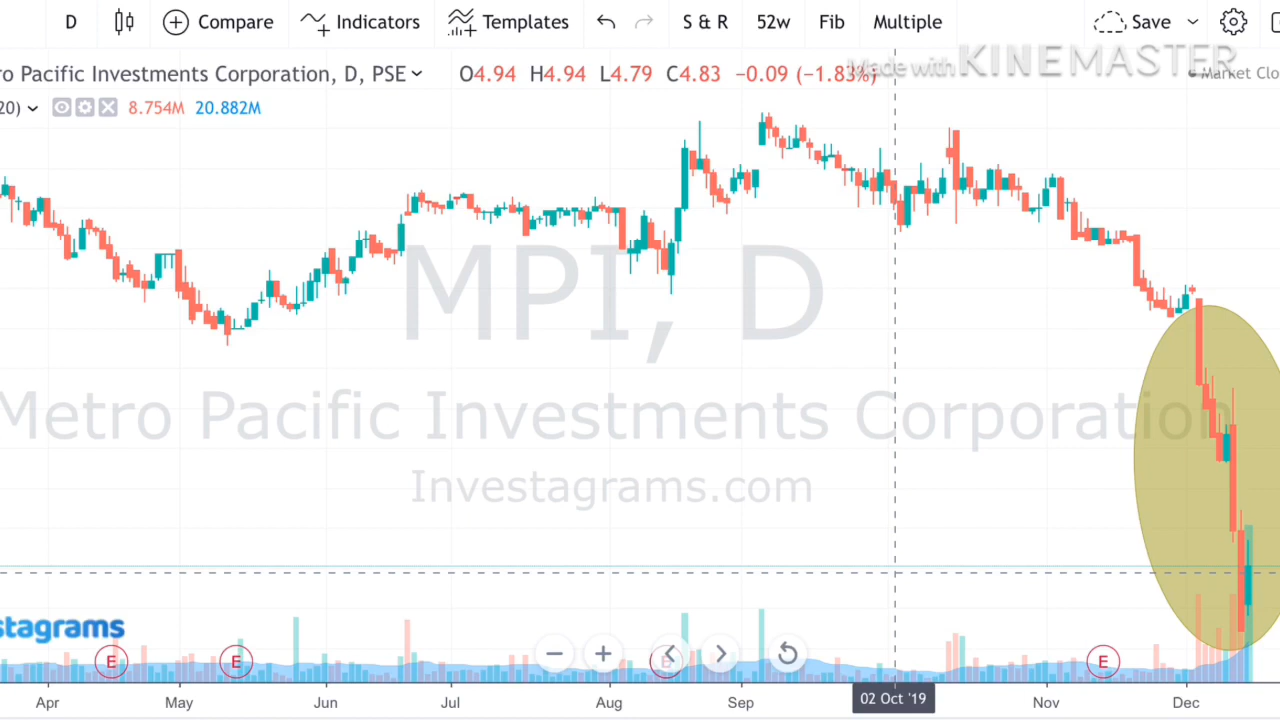 D Compare Indicators Templates S & R 52w Fib Multiple Save
Made with KINEMASTER
ro Pacific Investments Corporation, D, PSE O4.94 H4.94 L4.79 C4.83 −0.09 (−1.83%) Market Clo
20) 8.754M 20.882M
MPI, D
Metro Pacific Investments Corporation
Investagrams.com
stagrams
E E E E
Apr May Jun Jul Aug Sep 02 Oct '19 Nov Dec